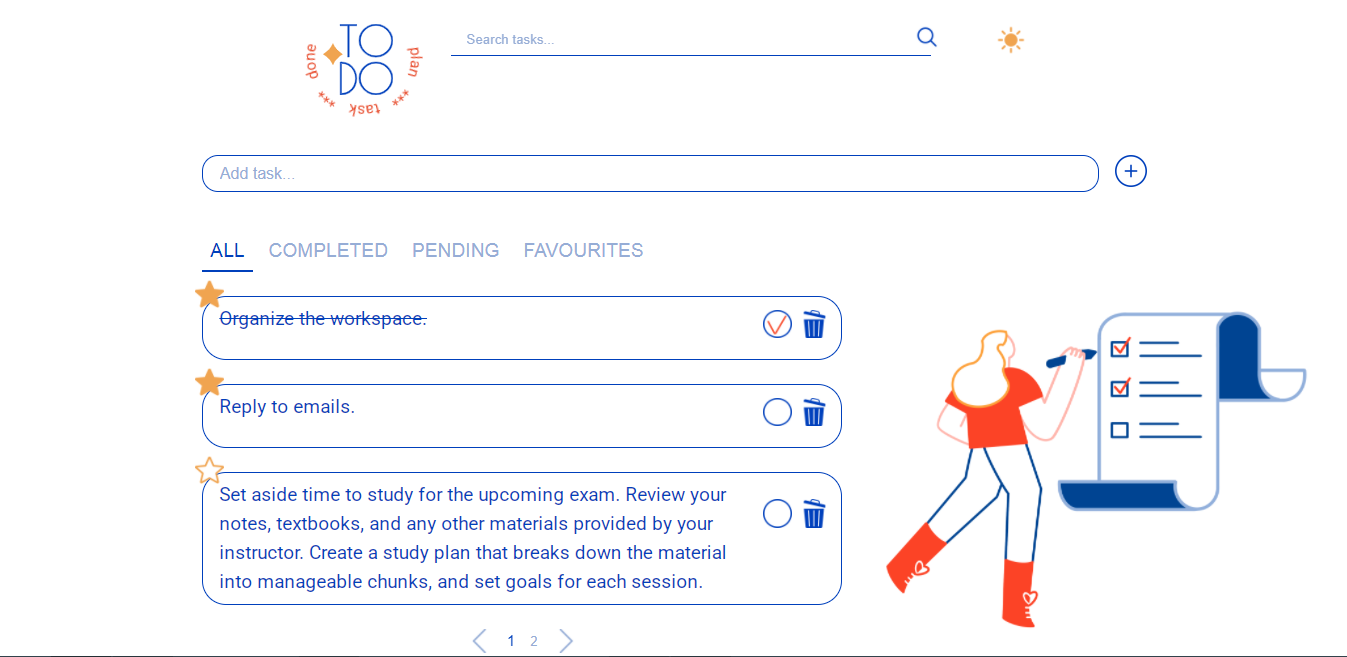 TO
DO
done
plan
*** task ***
Search tasks...
Add task...
ALL COMPLETED PENDING FAVOURITES
Organize the workspace.
Reply to emails.
Set aside time to study for the upcoming exam. Review your
notes, textbooks, and any other materials provided by your
instructor. Create a study plan that breaks down the material
into manageable chunks, and set goals for each session.
1 2